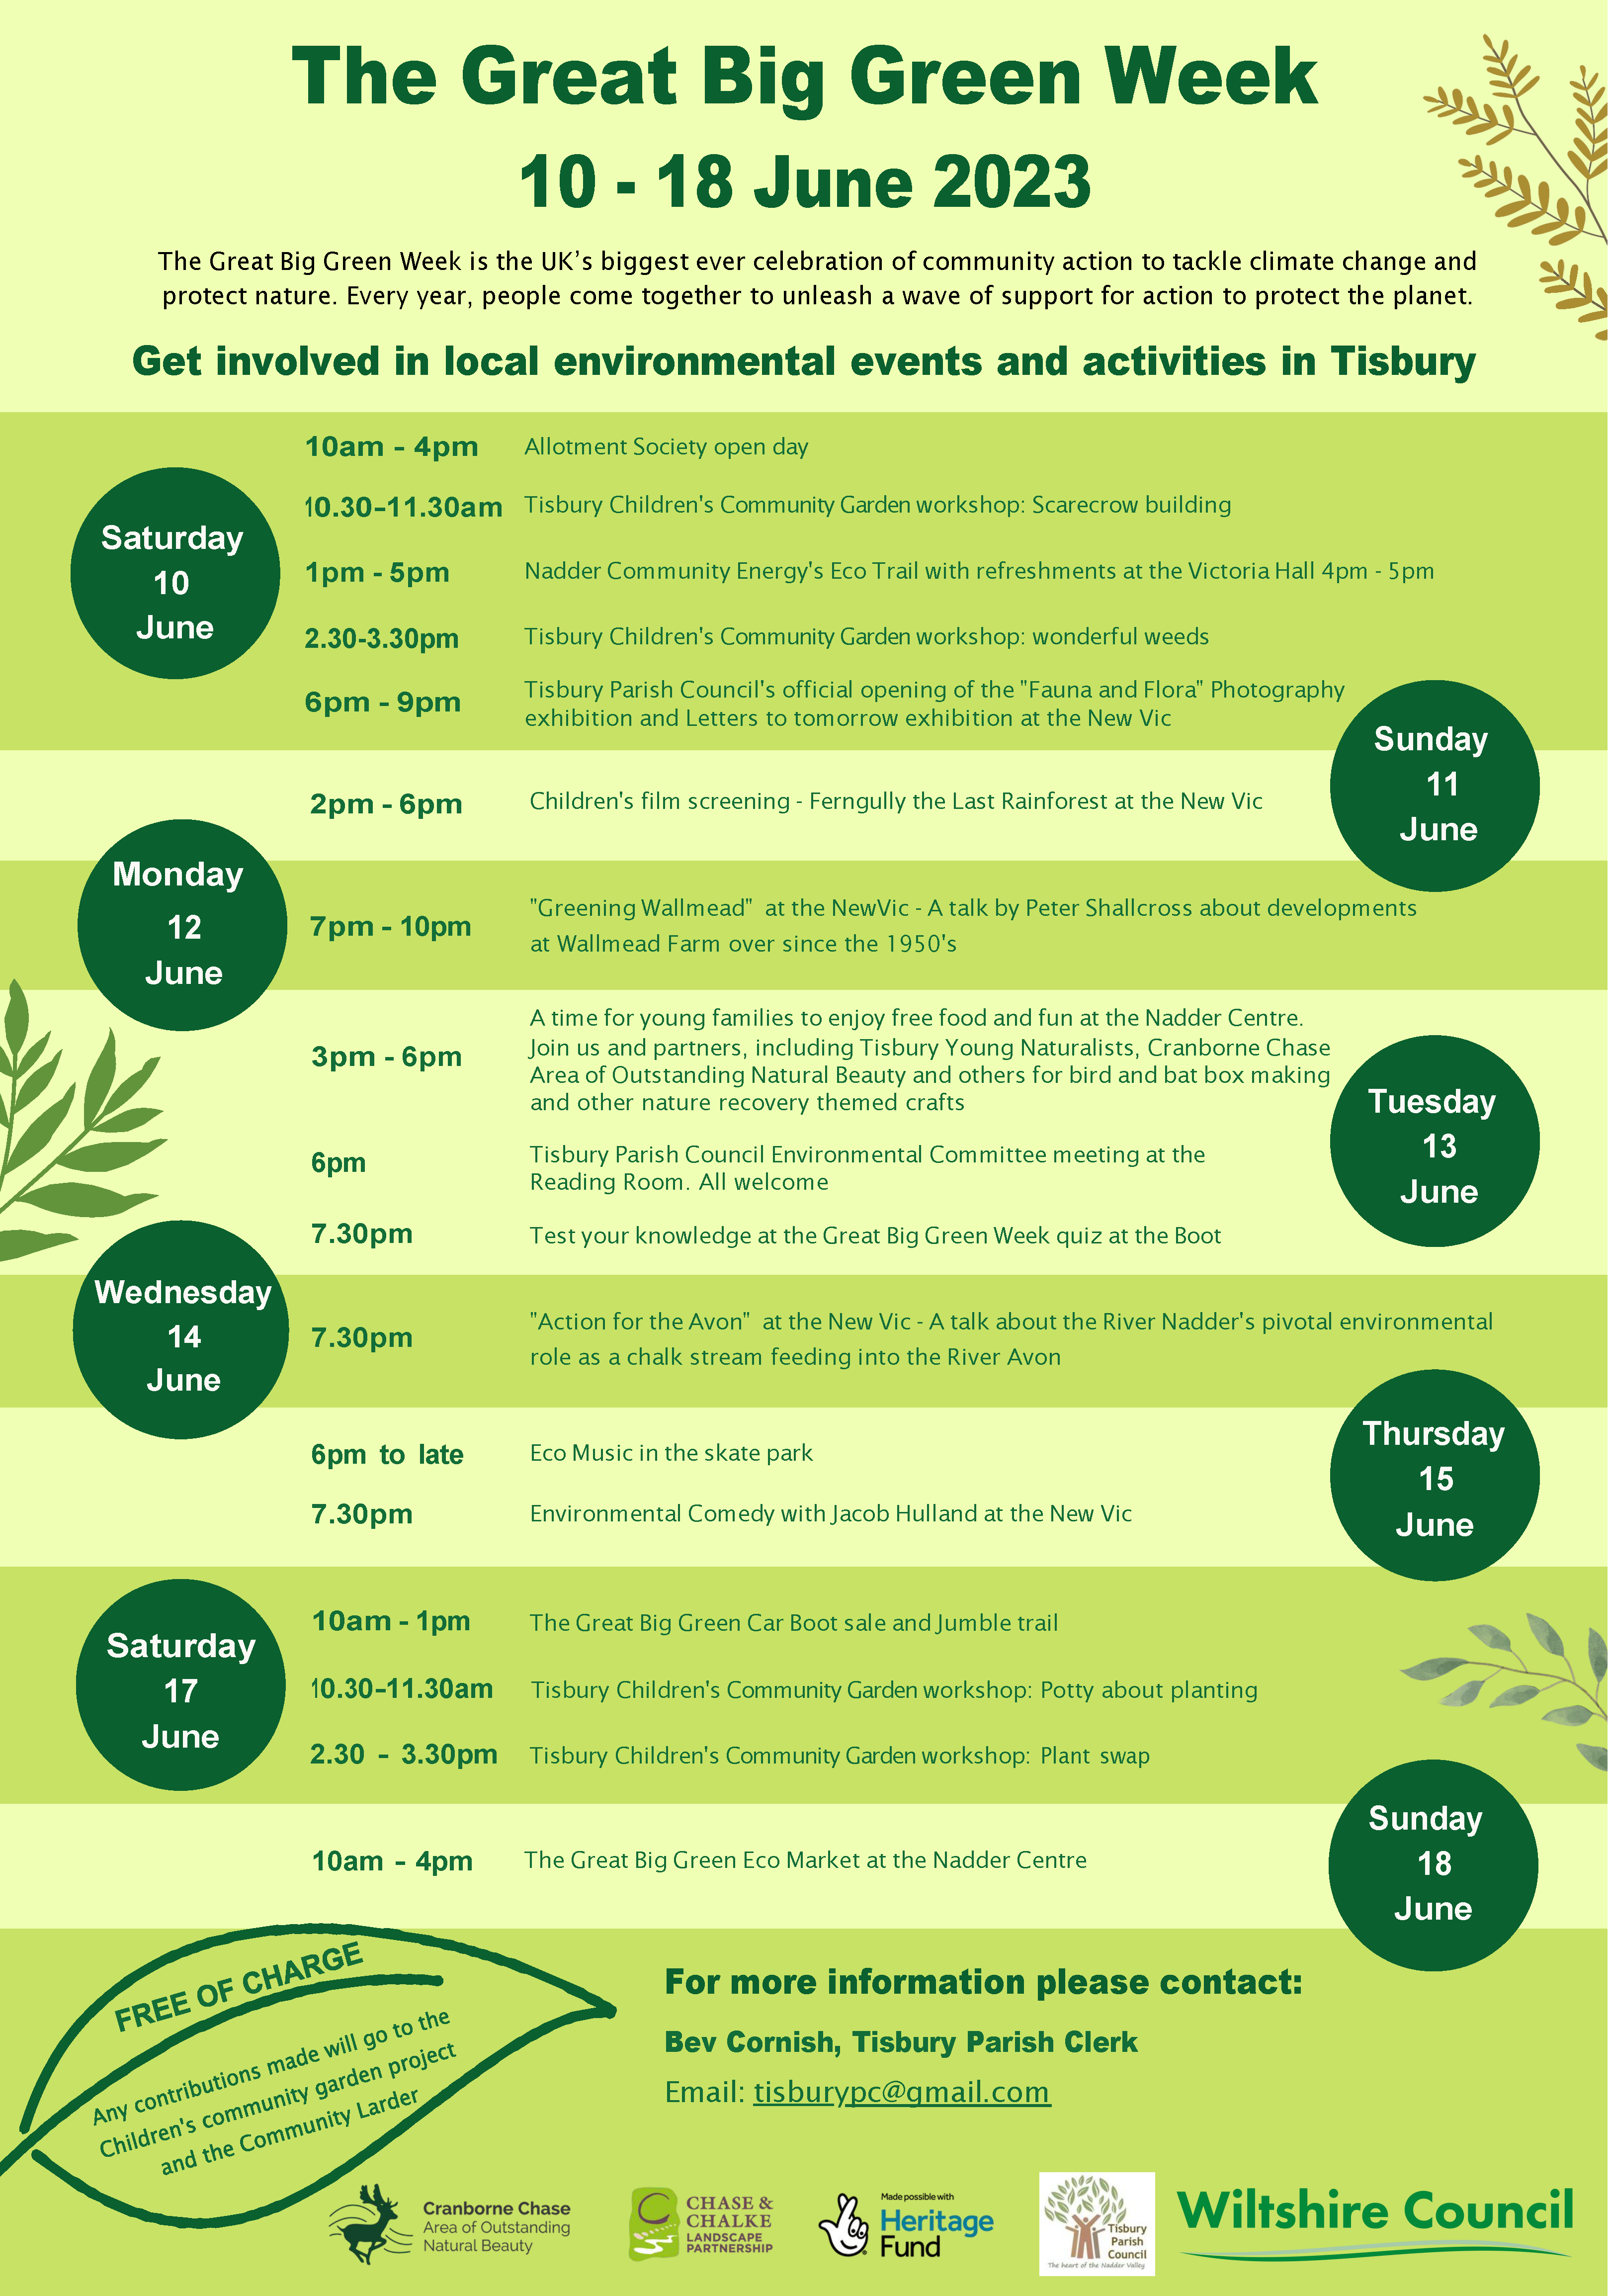 The Great Big Green Week
10 - 18 June 2023
The Great Big Green Week is the UK’s biggest ever celebration of community action to tackle climate change and
protect nature. Every year, people come together to unleash a wave of support for action to protect the planet.
Get involved in local environmental events and activities in Tisbury
Saturday
10
June
10am - 4pm Allotment Society open day
10.30-11.30am Tisbury Children's Community Garden workshop: Scarecrow building
1pm - 5pm Nadder Community Energy's Eco Trail with refreshments at the Victoria Hall 4pm - 5pm
2.30-3.30pm Tisbury Children's Community Garden workshop: wonderful weeds
6pm - 9pm Tisbury Parish Council's official opening of the "Fauna and Flora" Photography
exhibition and Letters to tomorrow exhibition at the New Vic
Sunday
11
June
2pm - 6pm Children's film screening - Ferngully the Last Rainforest at the New Vic
Monday
12
June
7pm - 10pm "Greening Wallmead" at the NewVic - A talk by Peter Shallcross about developments
at Wallmead Farm over since the 1950's
Tuesday
13
June
3pm - 6pm A time for young families to enjoy free food and fun at the Nadder Centre.
Join us and partners, including Tisbury Young Naturalists, Cranborne Chase
Area of Outstanding Natural Beauty and others for bird and bat box making
and other nature recovery themed crafts
6pm Tisbury Parish Council Environmental Committee meeting at the
Reading Room. All welcome
7.30pm Test your knowledge at the Great Big Green Week quiz at the Boot
Wednesday
14
June
7.30pm "Action for the Avon" at the New Vic - A talk about the River Nadder's pivotal environmental
role as a chalk stream feeding into the River Avon
Thursday
15
June
6pm to late Eco Music in the skate park
7.30pm Environmental Comedy with Jacob Hulland at the New Vic
Saturday
17
June
10am - 1pm The Great Big Green Car Boot sale and Jumble trail
10.30-11.30am Tisbury Children's Community Garden workshop: Potty about planting
2.30 - 3.30pm Tisbury Children's Community Garden workshop: Plant swap
Sunday
18
June
10am - 4pm The Great Big Green Eco Market at the Nadder Centre
FREE OF CHARGE
Any contributions made will go to the
Children's community garden project
and the Community Larder
For more information please contact:
Bev Cornish, Tisbury Parish Clerk
Email: tisburypc@gmail.com
Cranborne Chase
Area of Outstanding
Natural Beauty
CHASE &
CHALKE
LANDSCAPE
PARTNERSHIP
Made possible with
Heritage
Fund
Tisbury
Parish
Council
The heart of the Nadder Valley
Wiltshire Council